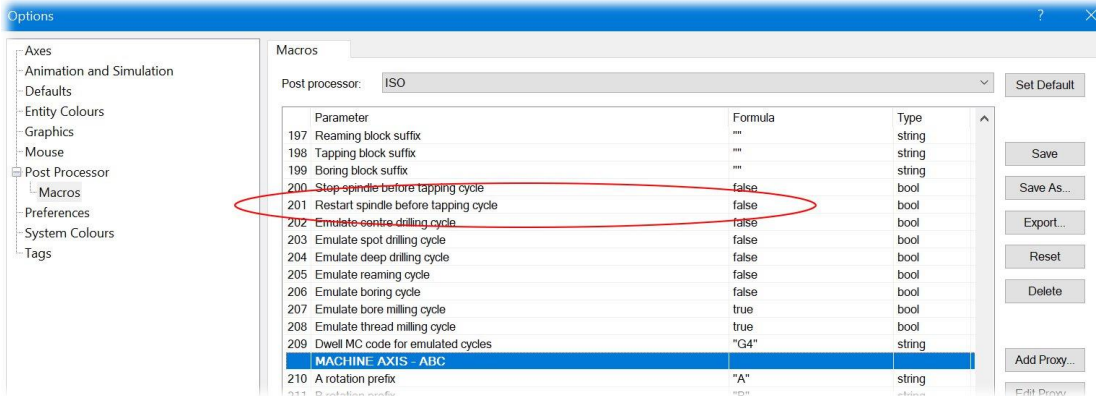 Options ?
Axes
Animation and Simulation
Defaults
Entity Colours
Graphics
Mouse
Post Processor
Macros
Preferences
System Colours
Tags
Macros
Post processor: ISO
Set Default
Parameter Formula Type
197 Reaming block suffix "" string
198 Tapping block suffix "" string
199 Boring block suffix "" string
200 Stop spindle before tapping cycle false bool
201 Restart spindle before tapping cycle false bool
202 Emulate centre drilling cycle false bool
203 Emulate spot drilling cycle false bool
204 Emulate deep drilling cycle false bool
205 Emulate reaming cycle false bool
206 Emulate boring cycle false bool
207 Emulate bore milling cycle true bool
208 Emulate thread milling cycle true bool
209 Dwell MC code for emulated cycles "G4" string
MACHINE AXIS - ABC
210 A rotation prefix "A" string
211 B rotation prefix "B" string
Save
Save As...
Export...
Reset
Delete
Add Proxy...
Edit Proxy...